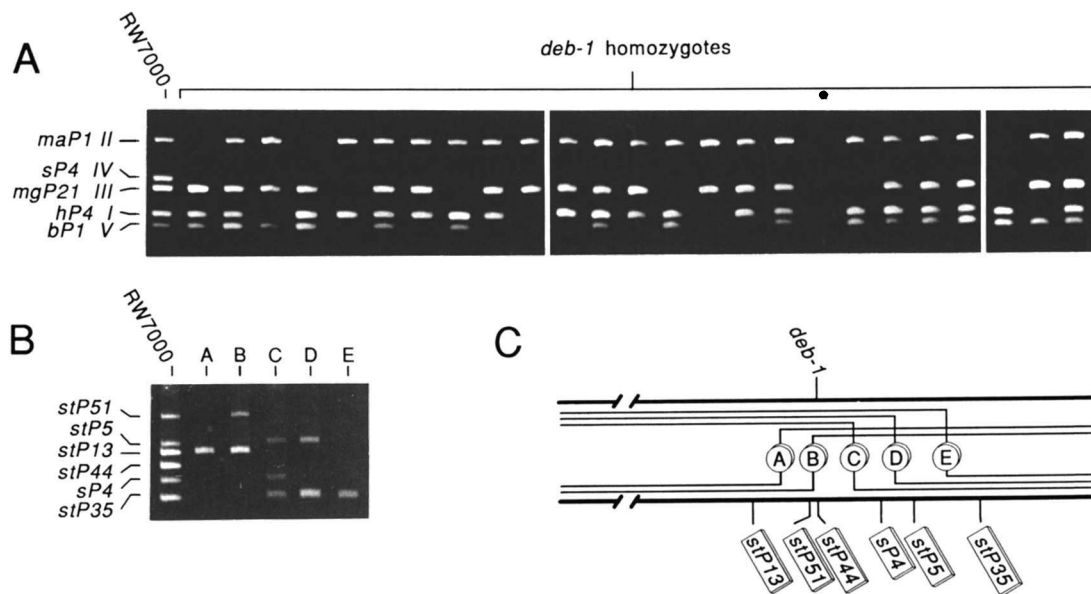 A
RW7000
deb-1 homozygotes
maP1 II
sP4 IV
mgP21 III
hP4 I
bP1 V
B
RW7000
A B C D E
stP51
stP5
stP13
stP44
sP4
stP35
C
deb-1
A B C D E
stP13 stP51 stP44 sP4 stP5 stP35